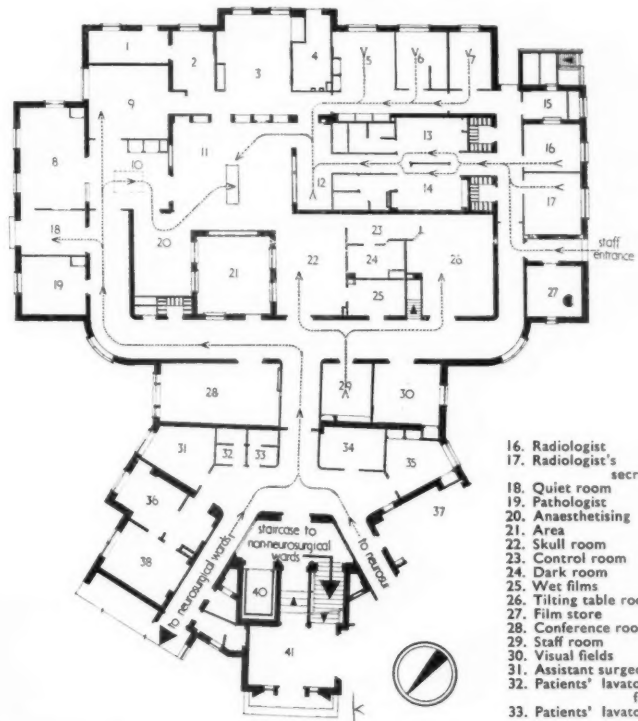 1
2
3
4
5
6
7
9
15
8
10
11
13
16
12
14
17
18
20
23
staff
entrance
19
21
22
24
26
25
27
28
29
30
31
32
33
34
35
36
37
38
to neurosurgical wards
staircase to
non-neurosurgical
wards
to neurosu
40
41
16. Radiologist
17. Radiologist's
secr
18. Quiet room
19. Pathologist
20. Anaesthetising
21. Area
22. Skull room
23. Control room
24. Dark room
25. Wet films
26. Tilting table roo
27. Film store
28. Conference roo
29. Staff room
30. Visual fields
31. Assistant surge
32. Patients' lavato
f
33. Patients' lavato